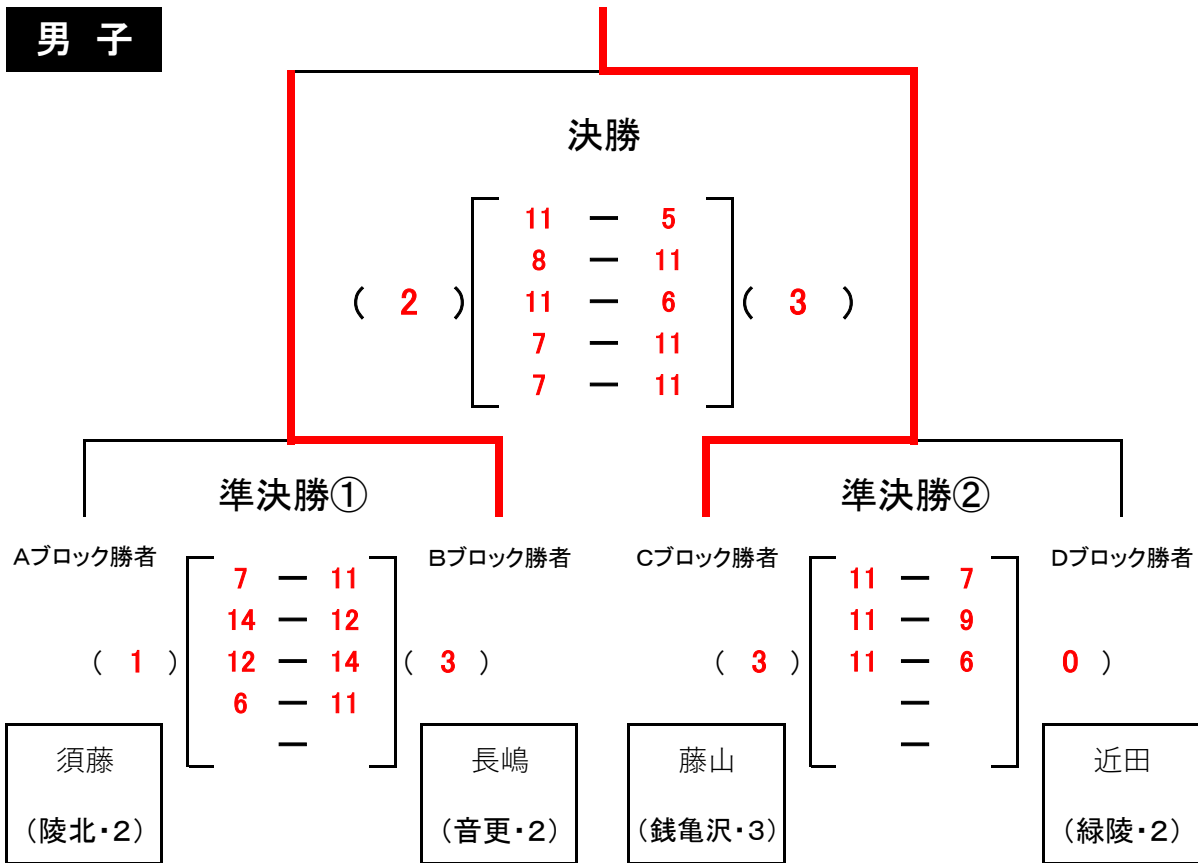 男 子
決勝
11 ー 5
8 ー 11
( 2 ) 11 ー 6 ( 3 )
7 ー 11
7 ー 11
準決勝① 準決勝②
Aブロック勝者 Bブロック勝者 Cブロック勝者 Dブロック勝者
7 ー 11 11 ー 7
14 ー 12 11 ー 9
( 1 ) 12 ー 14 ( 3 ) ( 3 ) 11 ー 6 0 )
6 ー 11 ー
ー ー
須藤 長嶋 藤山 近田
(陵北・2) (音更・2) (銭亀沢・3) (緑陵・2)